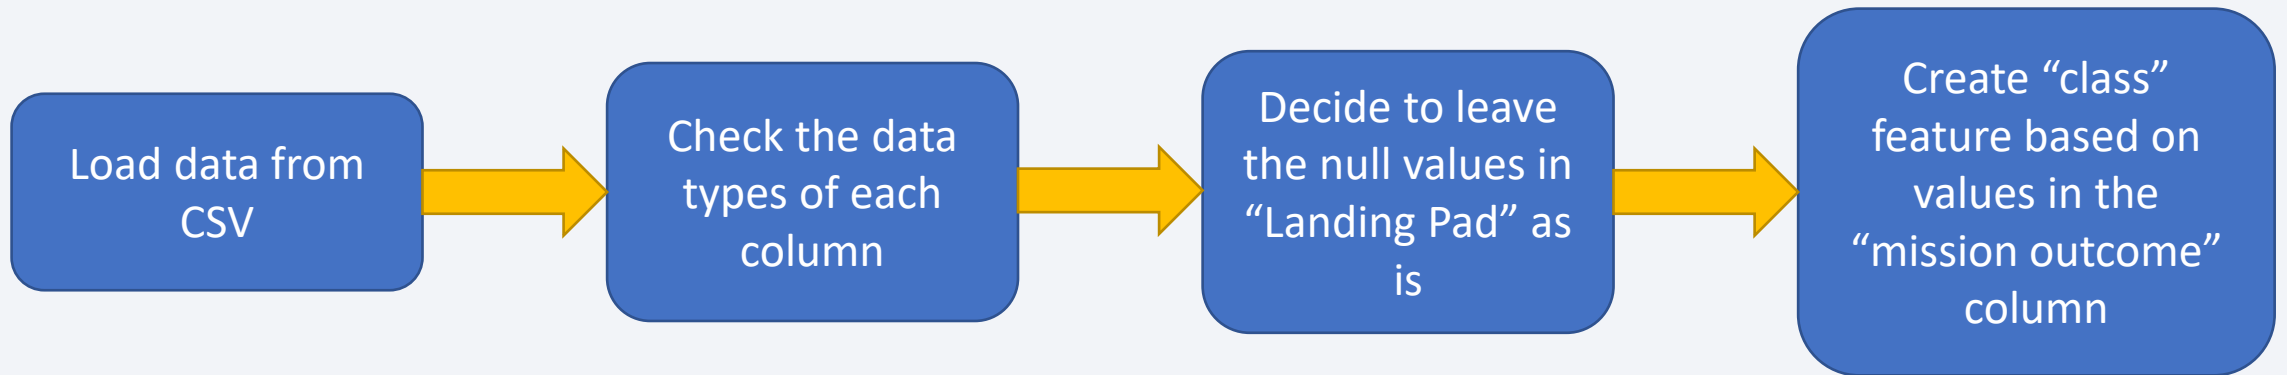 Load data from
CSV
Check the data
types of each
column
Decide to leave
the null values in
“Landing Pad” as
is
Create “class”
feature based on
values in the
“mission outcome”
column